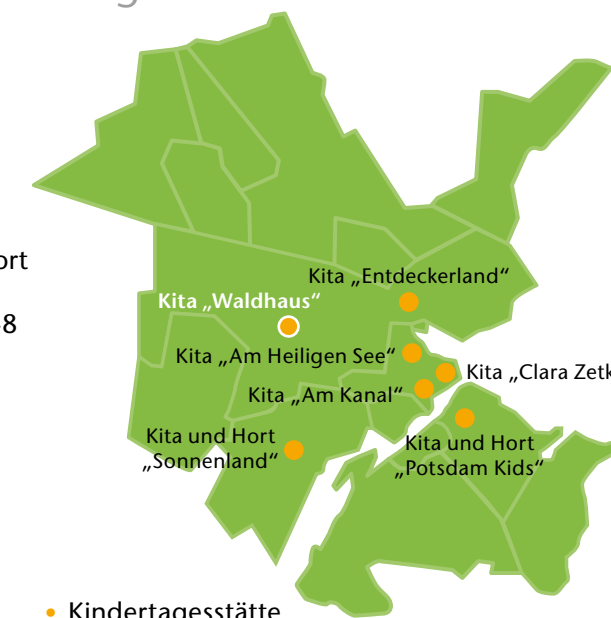 g
ort
8
Kita „Entdeckerland“
Kita „Waldhaus“
Kita „Am Heiligen See“
Kita „Clara Zetk
Kita „Am Kanal“
Kita und Hort
„Sonnenland“
Kita und Hort
„Potsdam Kids“
• Kindertagesstätte